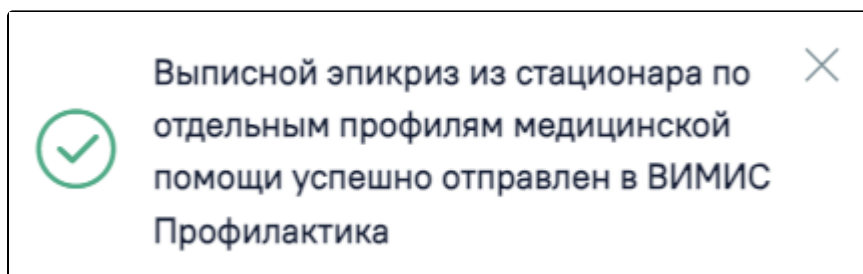 Выписной эпикриз из стационара по
отдельным профилям медицинской
помощи успешно отправлен в ВИМИС
Профилактика